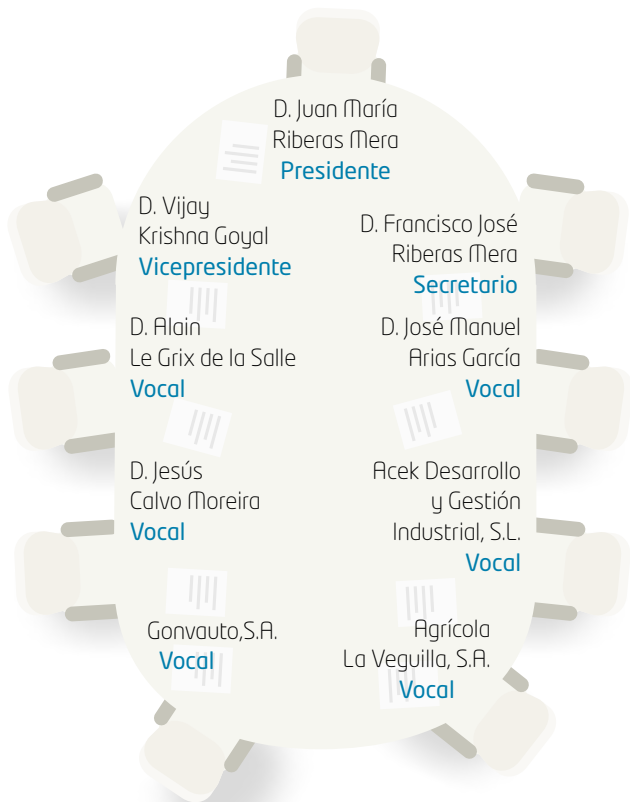 D. Juan María
Riberas Mera
Presidente
D. Vijay
Krishna Goyal
Vicepresidente
D. Francisco José
Riberas Mera
Secretario
D. Alain
Le Grix de la Salle
Vocal
D. José Manuel
Arias García
Vocal
D. Jesús
Calvo Moreira
Vocal
Acek Desarrollo
y Gestión
Industrial, S.L.
Vocal
Gonvauto,S.A.
Vocal
Agrícola
La Veguilla, S.A.
Vocal